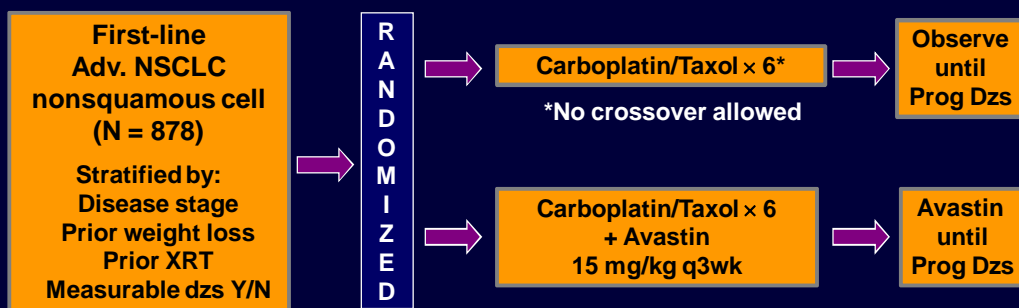 First-line
Adv. NSCLC
nonsquamous cell
(N = 878)
Stratified by:
Disease stage
Prior weight loss
Prior XRT
Measurable dzs Y/N
R
A
N
D
O
M
I
Z
E
D
Carboplatin/Taxol × 6*
*No crossover allowed
Observe
until
Prog Dzs
Carboplatin/Taxol × 6
+ Avastin
15 mg/kg q3wk
Avastin
until
Prog Dzs